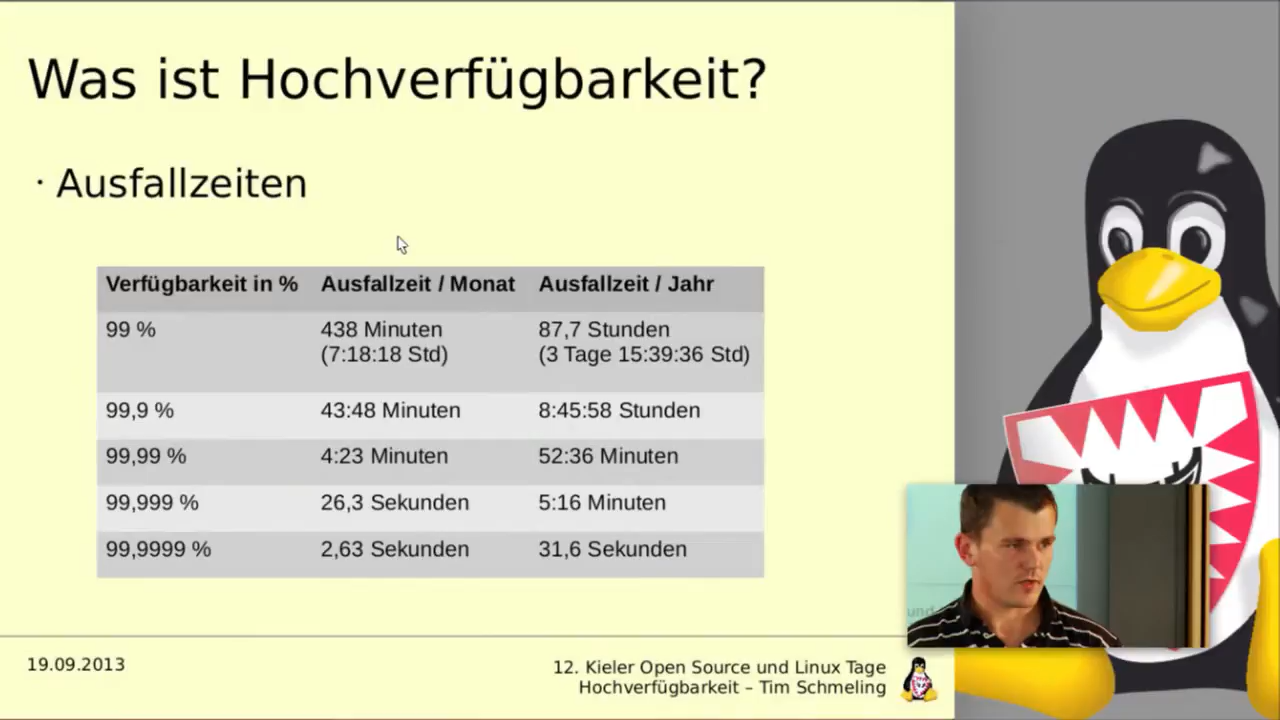 Was ist Hochverfügbarkeit?
· Ausfallzeiten
Verfügbarkeit in % Ausfallzeit / Monat Ausfallzeit / Jahr
99 % 438 Minuten 87,7 Stunden
(7:18:18 Std) (3 Tage 15:39:36 Std)
99,9 % 43:48 Minuten 8:45:58 Stunden
99,99 % 4:23 Minuten 52:36 Minuten
99,999 % 26,3 Sekunden 5:16 Minuten
99,9999 % 2,63 Sekunden 31,6 Sekunden
und
19.09.2013
12. Kieler Open Source und Linux Tage
Hochverfügbarkeit – Tim Schmeling